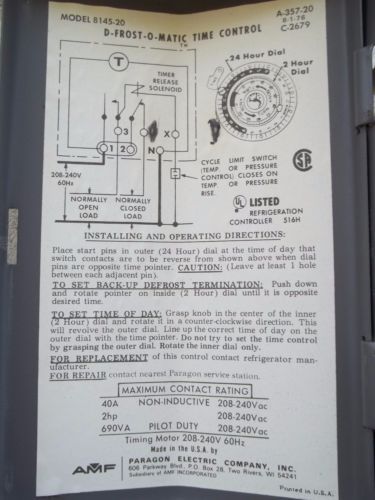 MODEL 8145-20
A-357-20
8-1-76
C-2679
D-FROST-O-MATIC TIME CONTROL
TM
24 Hour Dial
2 Hour
Dial
T
TIMER
RELEASE
SOLENOID
3
4
X
1
2
N
208-240V
60Hz
NORMALLY
OPEN
LOAD
NORMALLY
CLOSED
LOAD
CYCLE LIMIT SWITCH
(TEMP OR PRESSURE
CONTROL) CLOSES ON
TEMP OR PRESSURE
RISE.
SA
UL LISTED
REFRIGERATION
CONTROLLER 516H
INSTALLING AND OPERATING DIRECTIONS:
Place start pins in outer (24 Hour) dial at the time of day that
switch contacts are to be reverse from shown above when dial
pins are opposite time pointer. CAUTION: (Leave at least 1 hole
between each adjacent pin).
TO SET BACK-UP DEFROST TERMINATION: Push down
and rotate pointer on inside (2 Hour) dial until it is opposite
desired time.
TO SET TIME OF DAY: Grasp knob in the center of the inner
(2 Hour) dial and rotate it in a counter-clockwise direction. This
will revolve the outer dial. Line up the correct time of day on the
outer dial with the time pointer. Do not try to set the time control
by grasping the outer dial. Rotate the inner dial only.
FOR REPLACEMENT of this control contact refrigerator man-
ufacturer.
FOR REPAIR contact nearest Paragon service station.
MAXIMUM CONTACT RATING
40A NON-INDUCTIVE 208-240Vac
2hp 208-240Vac
690VA PILOT DUTY 208-240Vac
Timing Motor 208-240V 60Hz
Made in the U.S.A. by
AMF
PARAGON ELECTRIC COMPANY, INC.
606 Parkway Blvd., P.O. Box 28, Two Rivers, WI 54241
Subsidiary of AMF INCORPORATED
Printed in U.S.A.